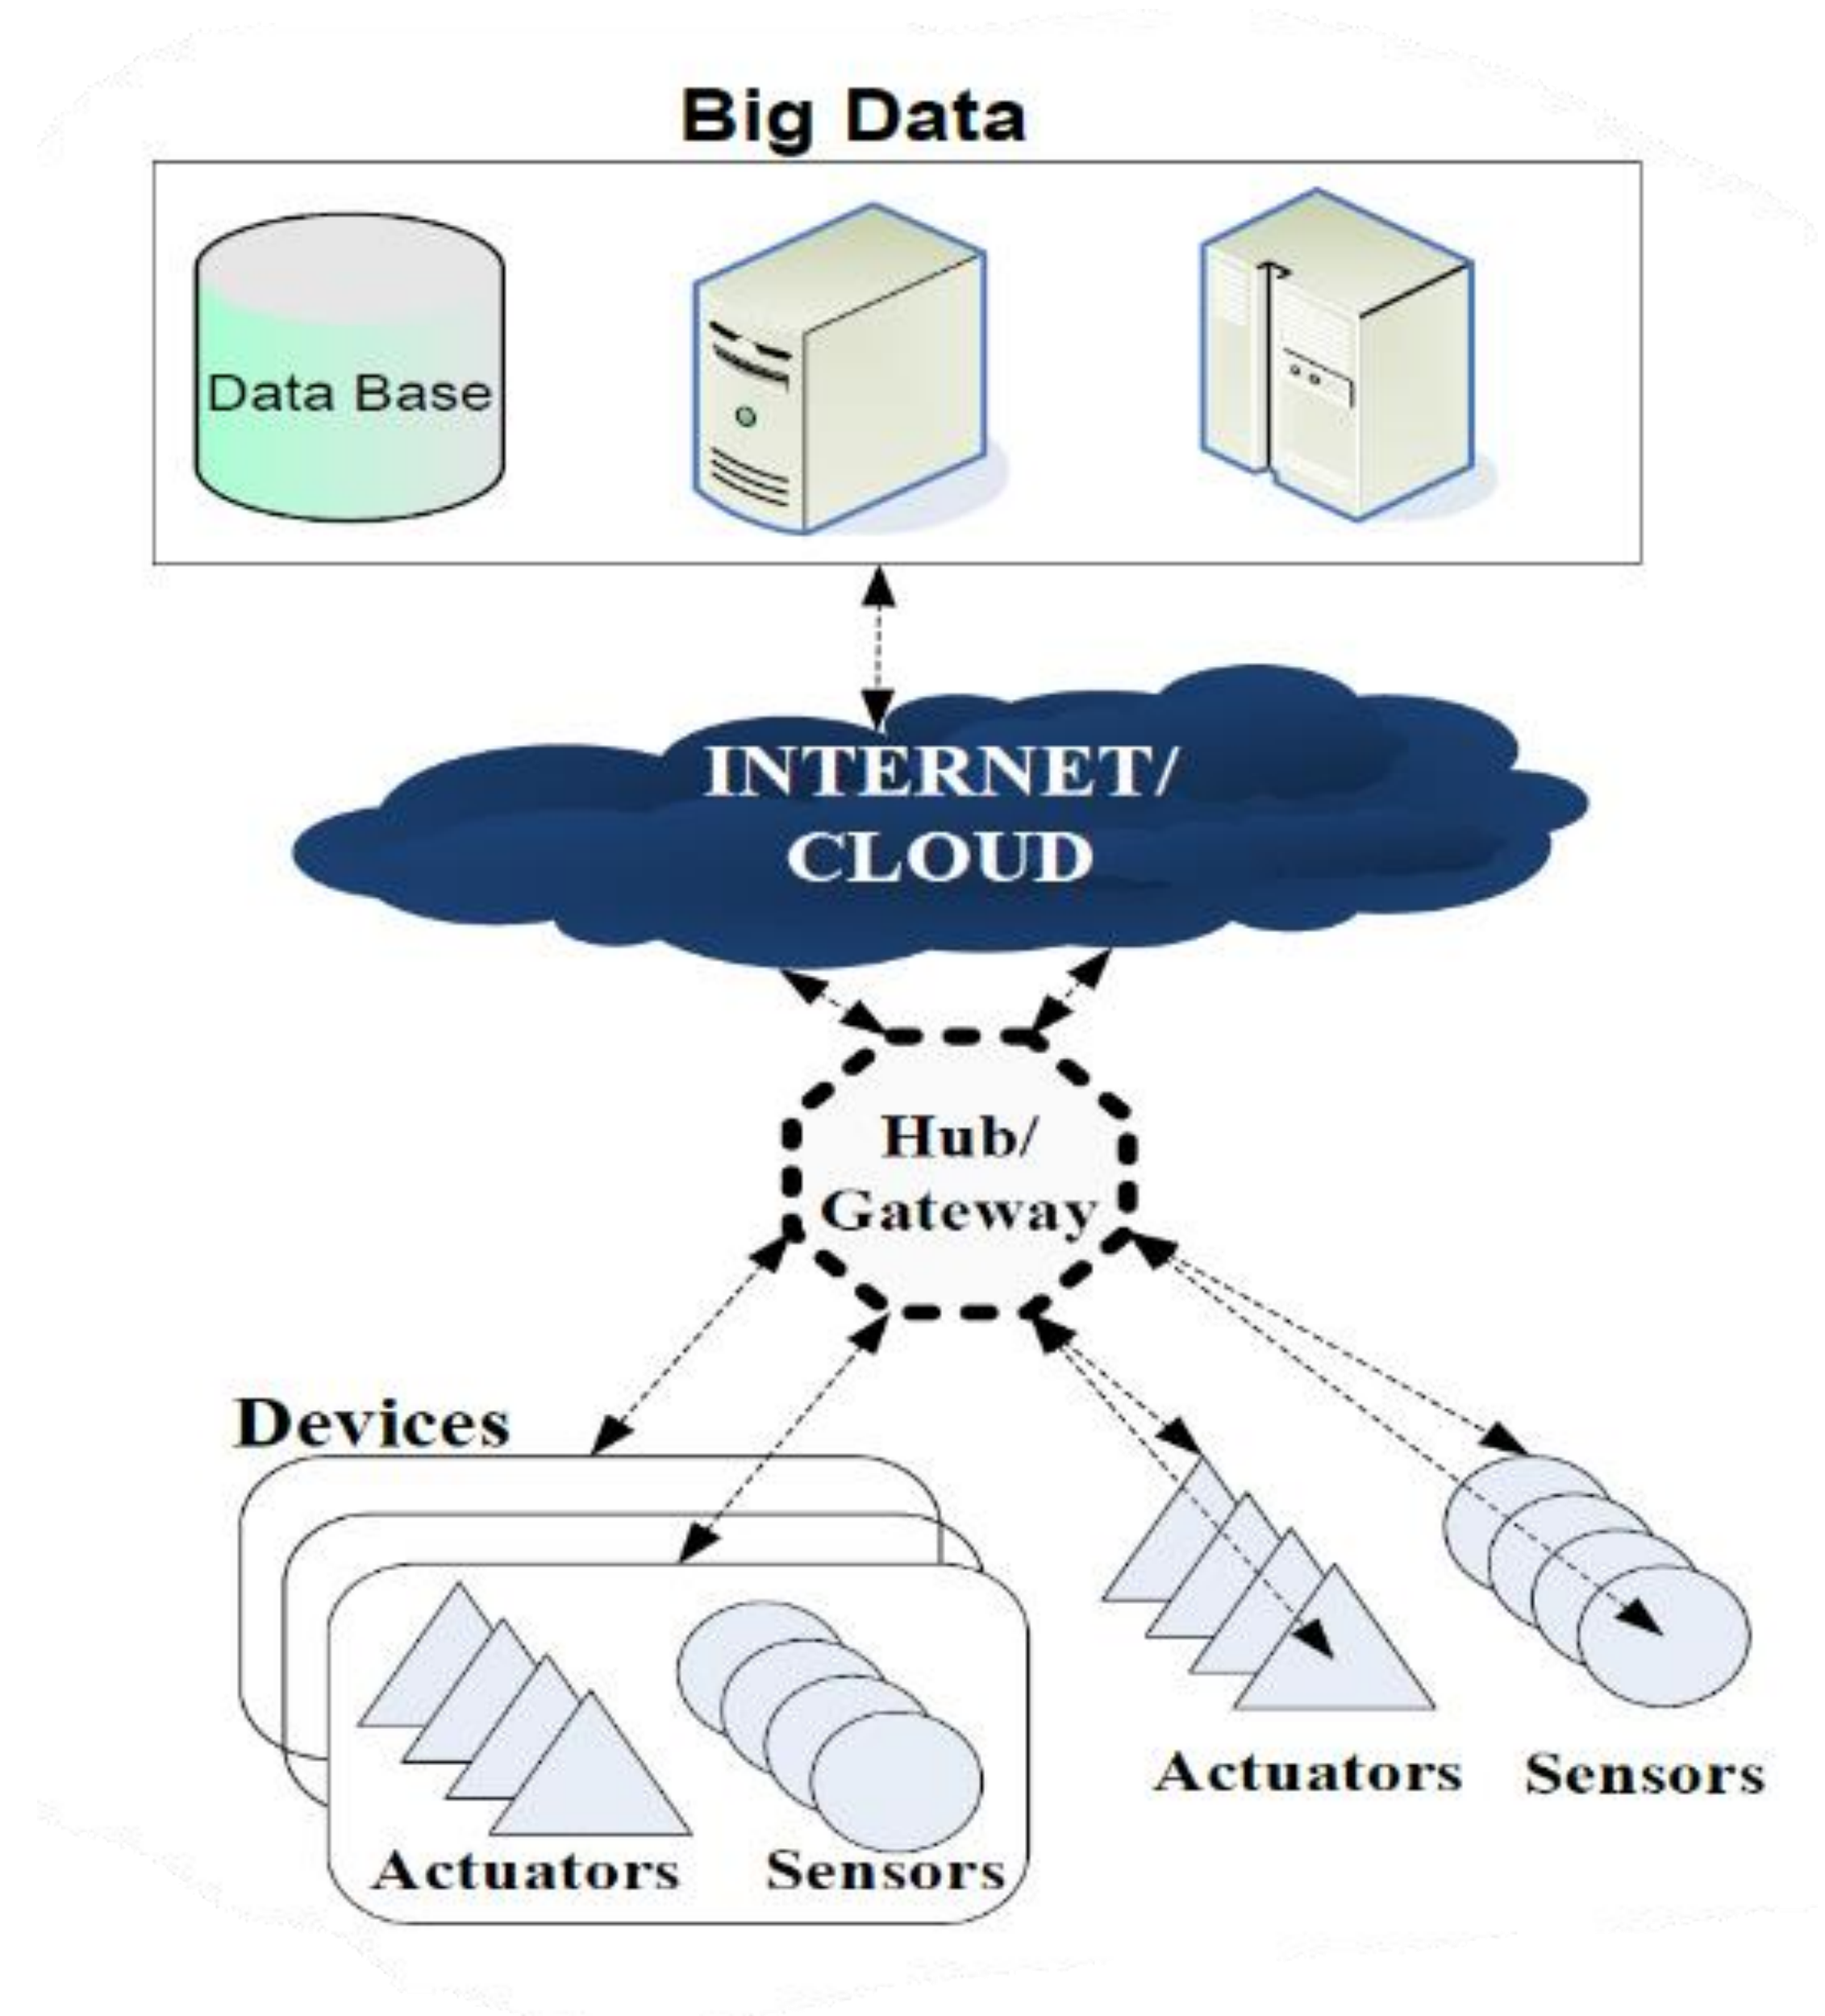 Big Data
Data Base
INTERNET/
CLOUD
Hub/
Gateway
Devices
Actuators Sensors
Actuators Sensors